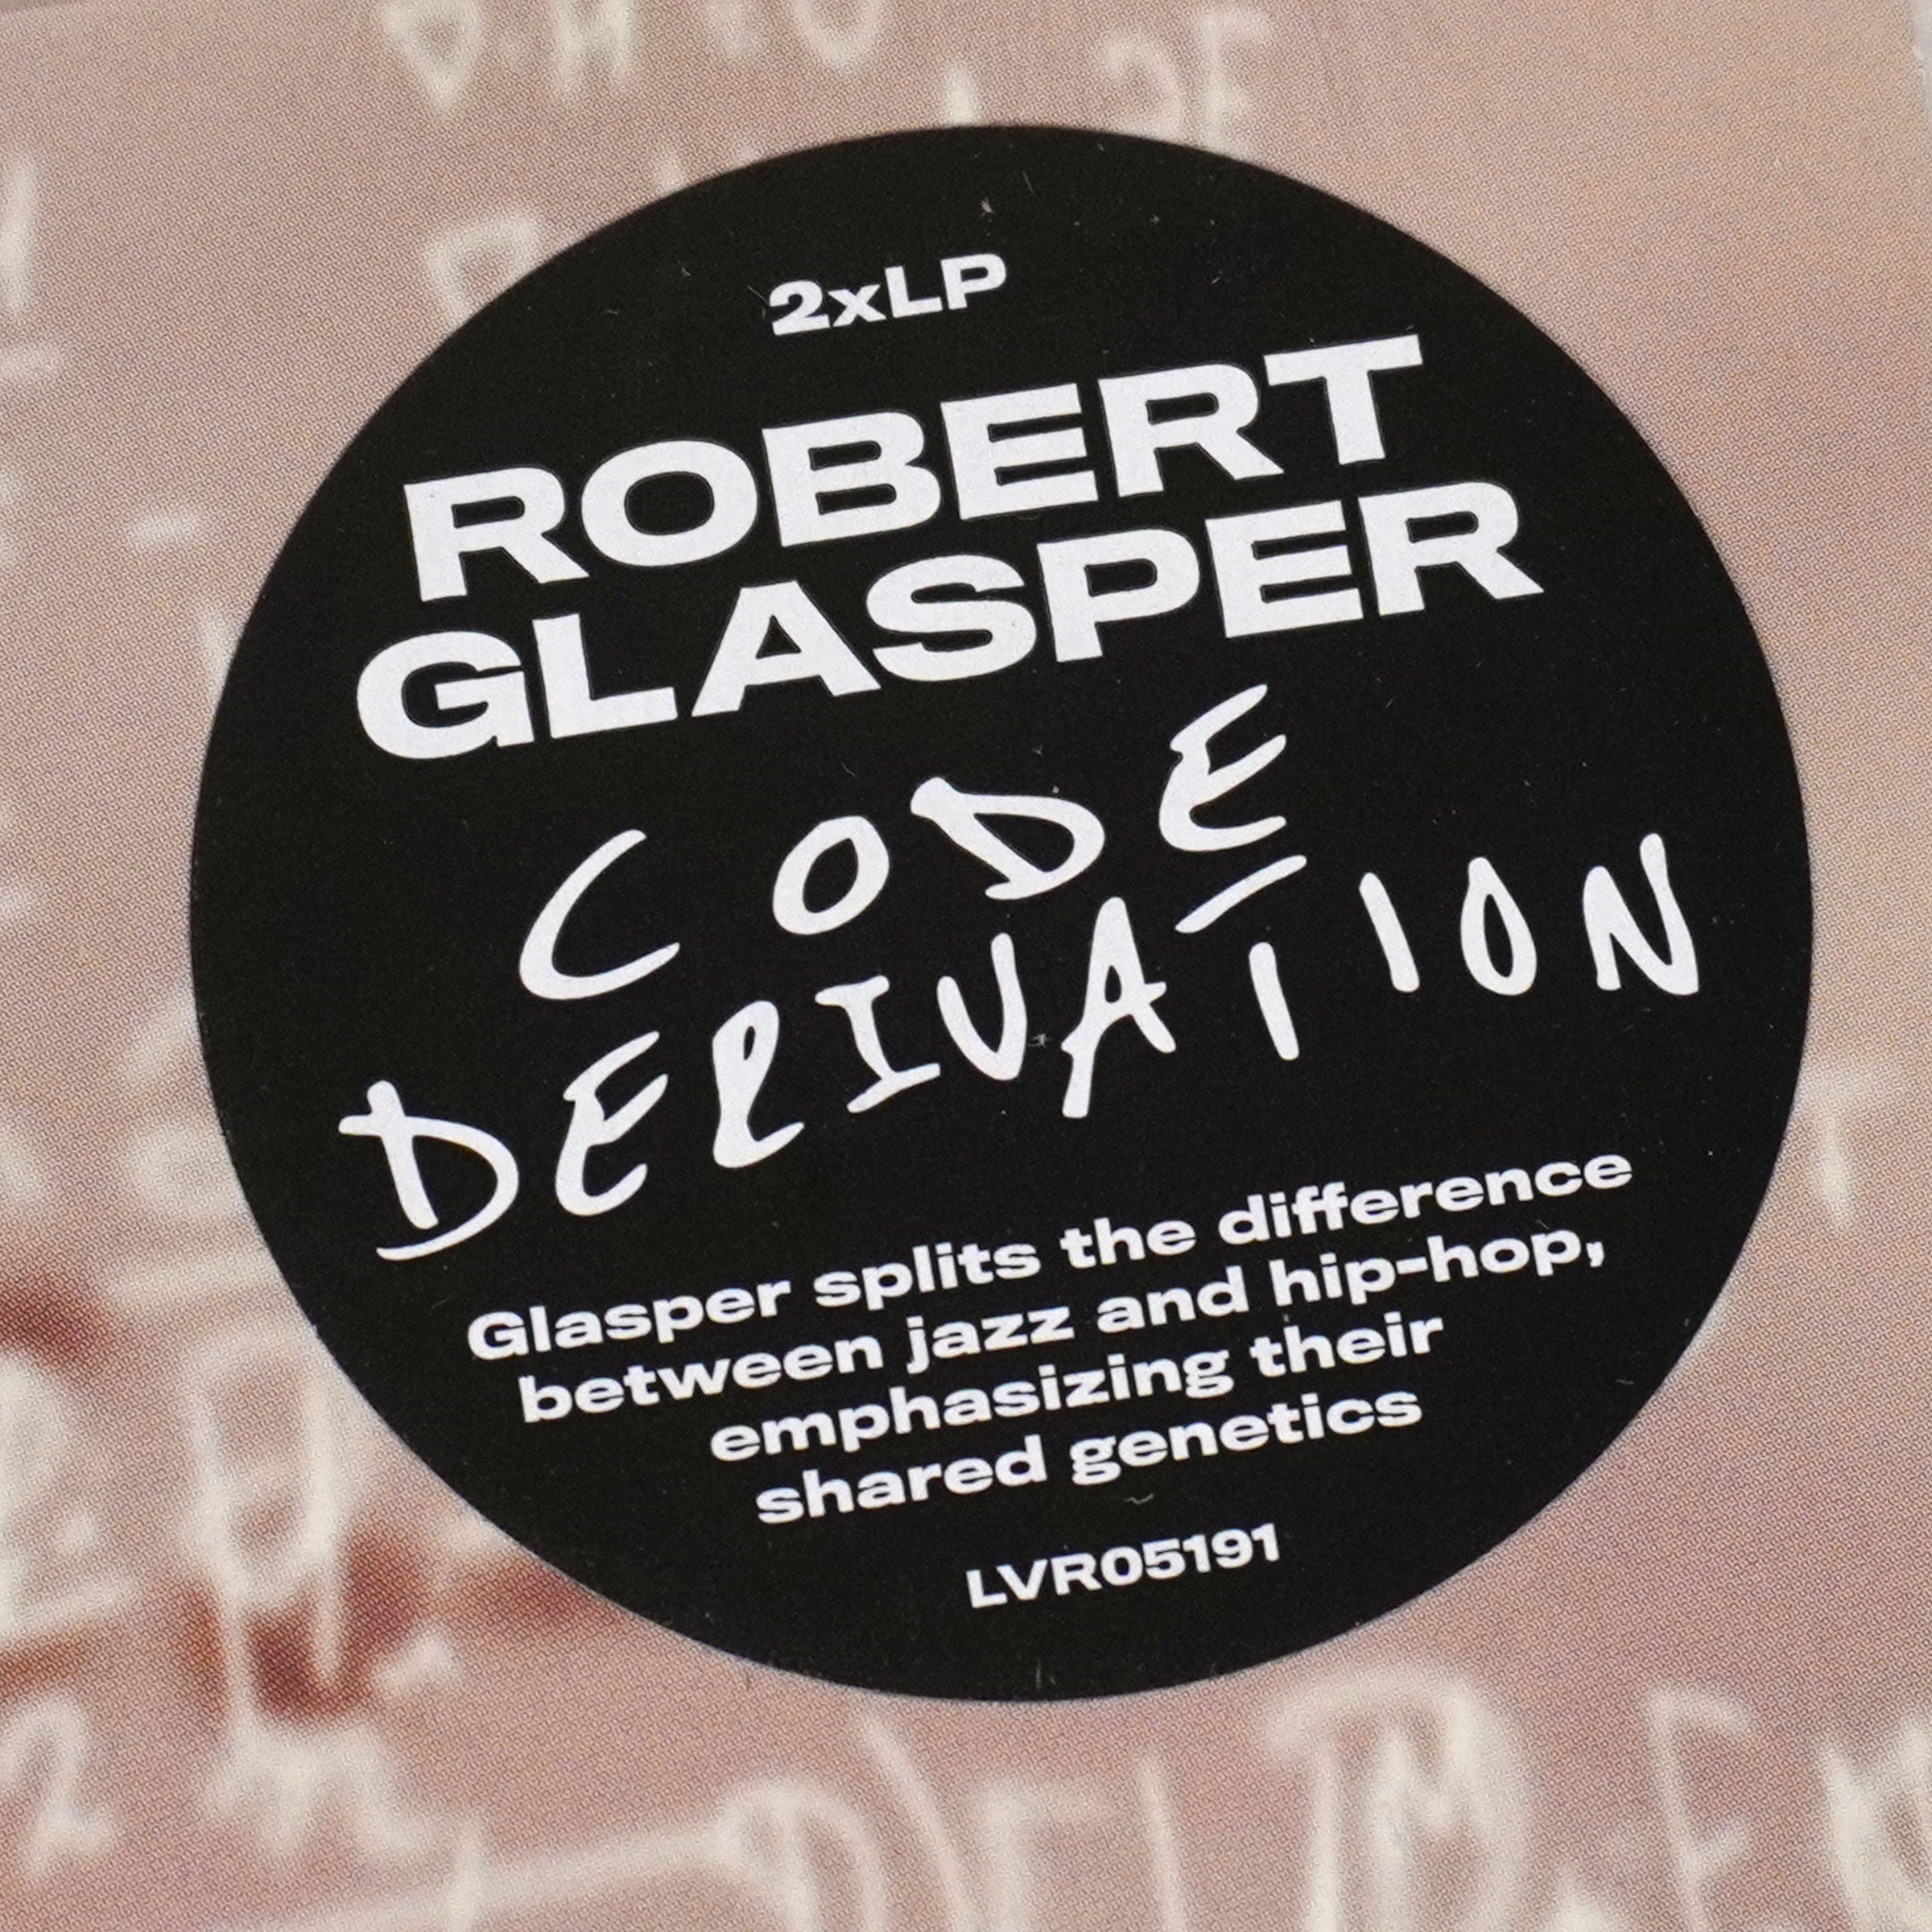 2xLP
ROBERT
GLASPER
CODE
DERIVATION
Glasper splits the difference
between jazz and hip-hop,
emphasizing their
shared genetics
LVR05191